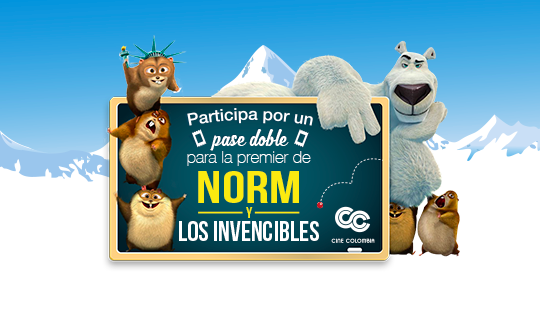 Participa por un
pase doble
para la premier de
NORM
Y
LOS INVENCIBLES
CC
CINE COLOMBIA